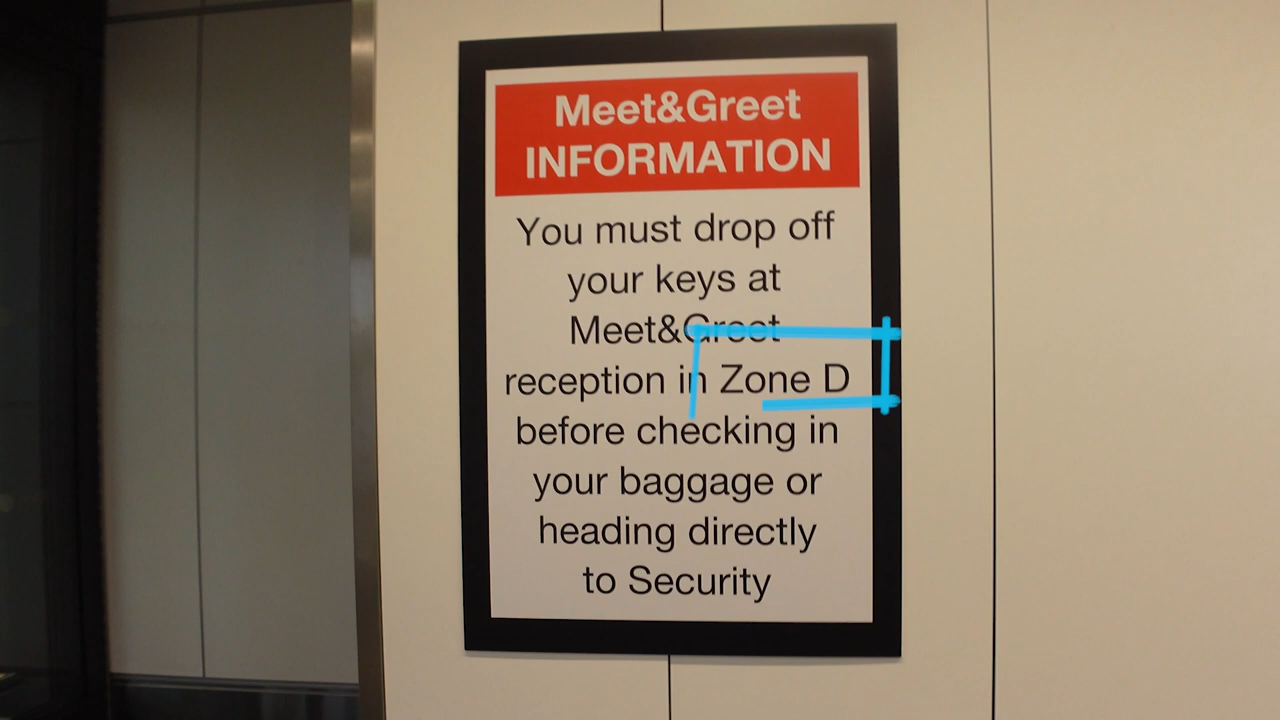 Meet&Greet
INFORMATION
You must drop off
your keys at
Meet&Greet
reception in Zone D
before checking in
your baggage or
heading directly
to Security